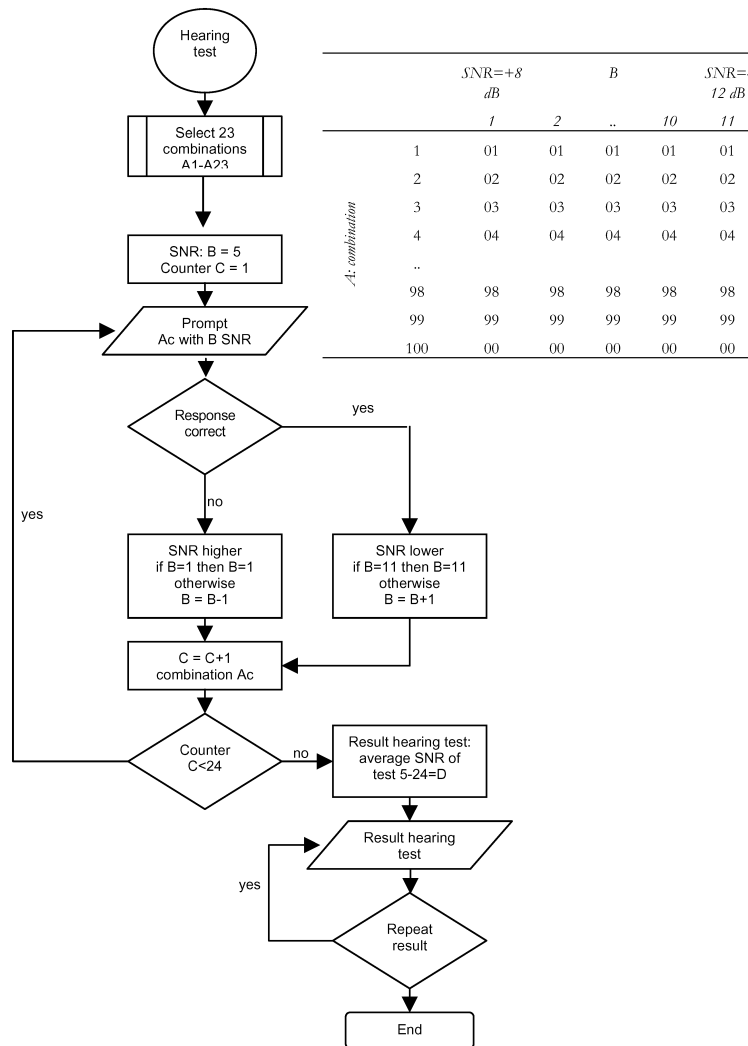 Hearing
test
Select 23
combinations
A1-A23
SNR: B = 5
Counter C = 1
Prompt
Ac with B SNR
Response
correct
yes
no
yes
SNR higher
if B=1 then B=1
otherwise
B = B-1
SNR lower
if B=11 then B=11
otherwise
B = B+1
C = C+1
combination Ac
Counter
C<24
no
Result hearing test:
average SNR of
test 5-24=D
Result hearing
test
yes
Repeat
result
End
SNR=+8 B SNR=-
dB 12 dB
1 2 .. 10 11
A: combination
1 01 01 01 01 01
2 02 02 02 02 02
3 03 03 03 03 03
4 04 04 04 04 04
..
98 98 98 98 98 98
99 99 99 99 99 99
100 00 00 00 00 00